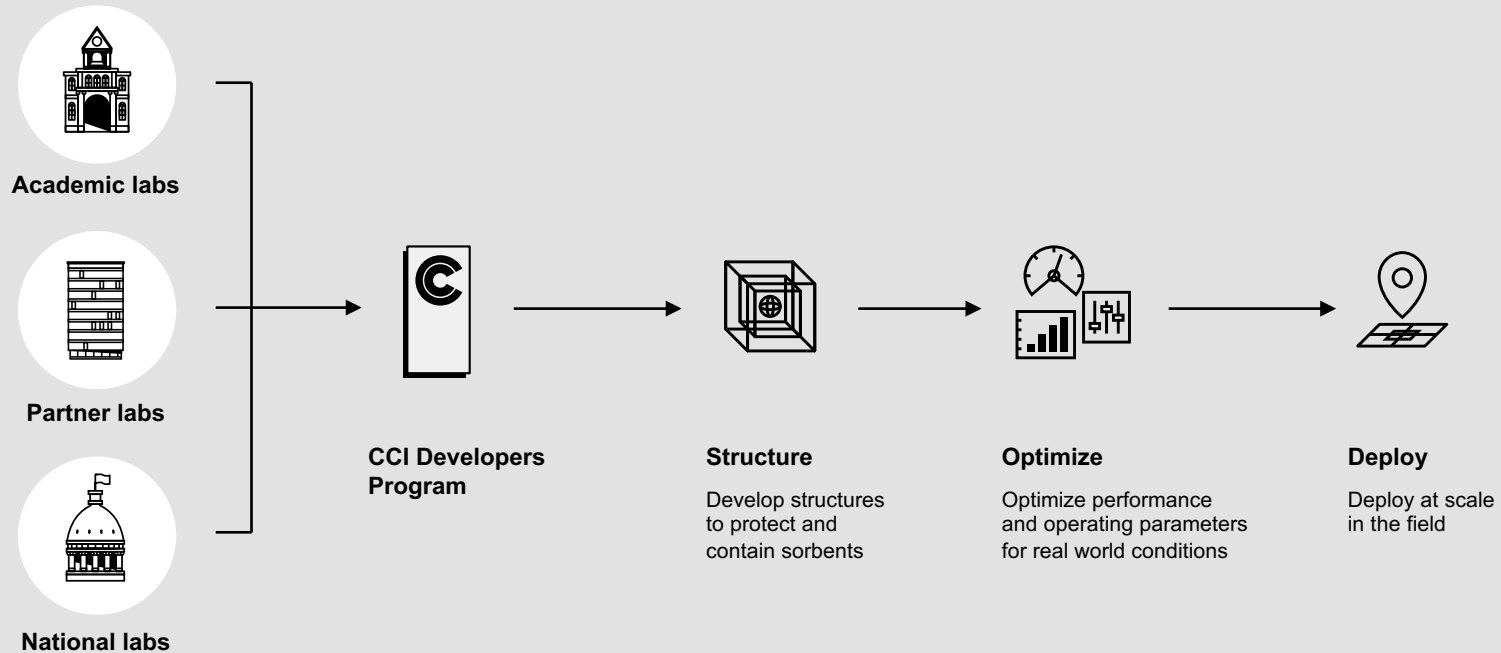 Academic labs
Partner labs
National labs
CC
CCI Developers
Program
Structure
Develop structures
to protect and
contain sorbents
Optimize
Optimize performance
and operating parameters
for real world conditions
Deploy
Deploy at scale
in the field